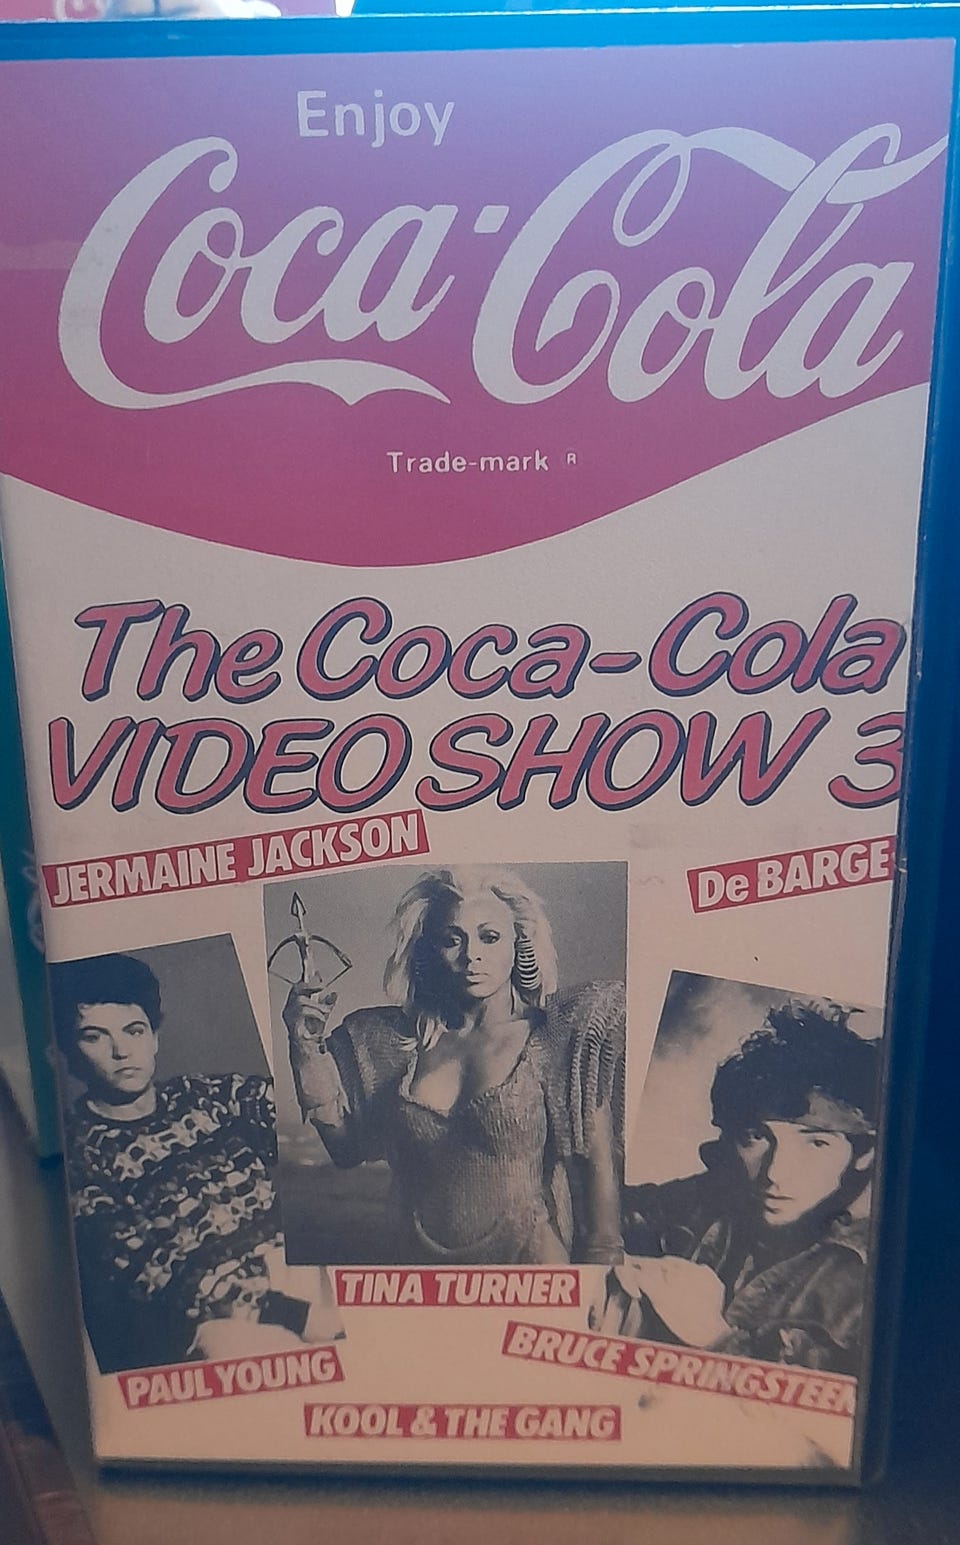 Enjoy
Coca-Cola
Trade-mark ®
The Coca-Cola
VIDEO SHOW 3
JERMAINE JACKSON
De BARGE
TINA TURNER
BRUCE SPRINGSTEEN
PAUL YOUNG
KOOL & THE GANG